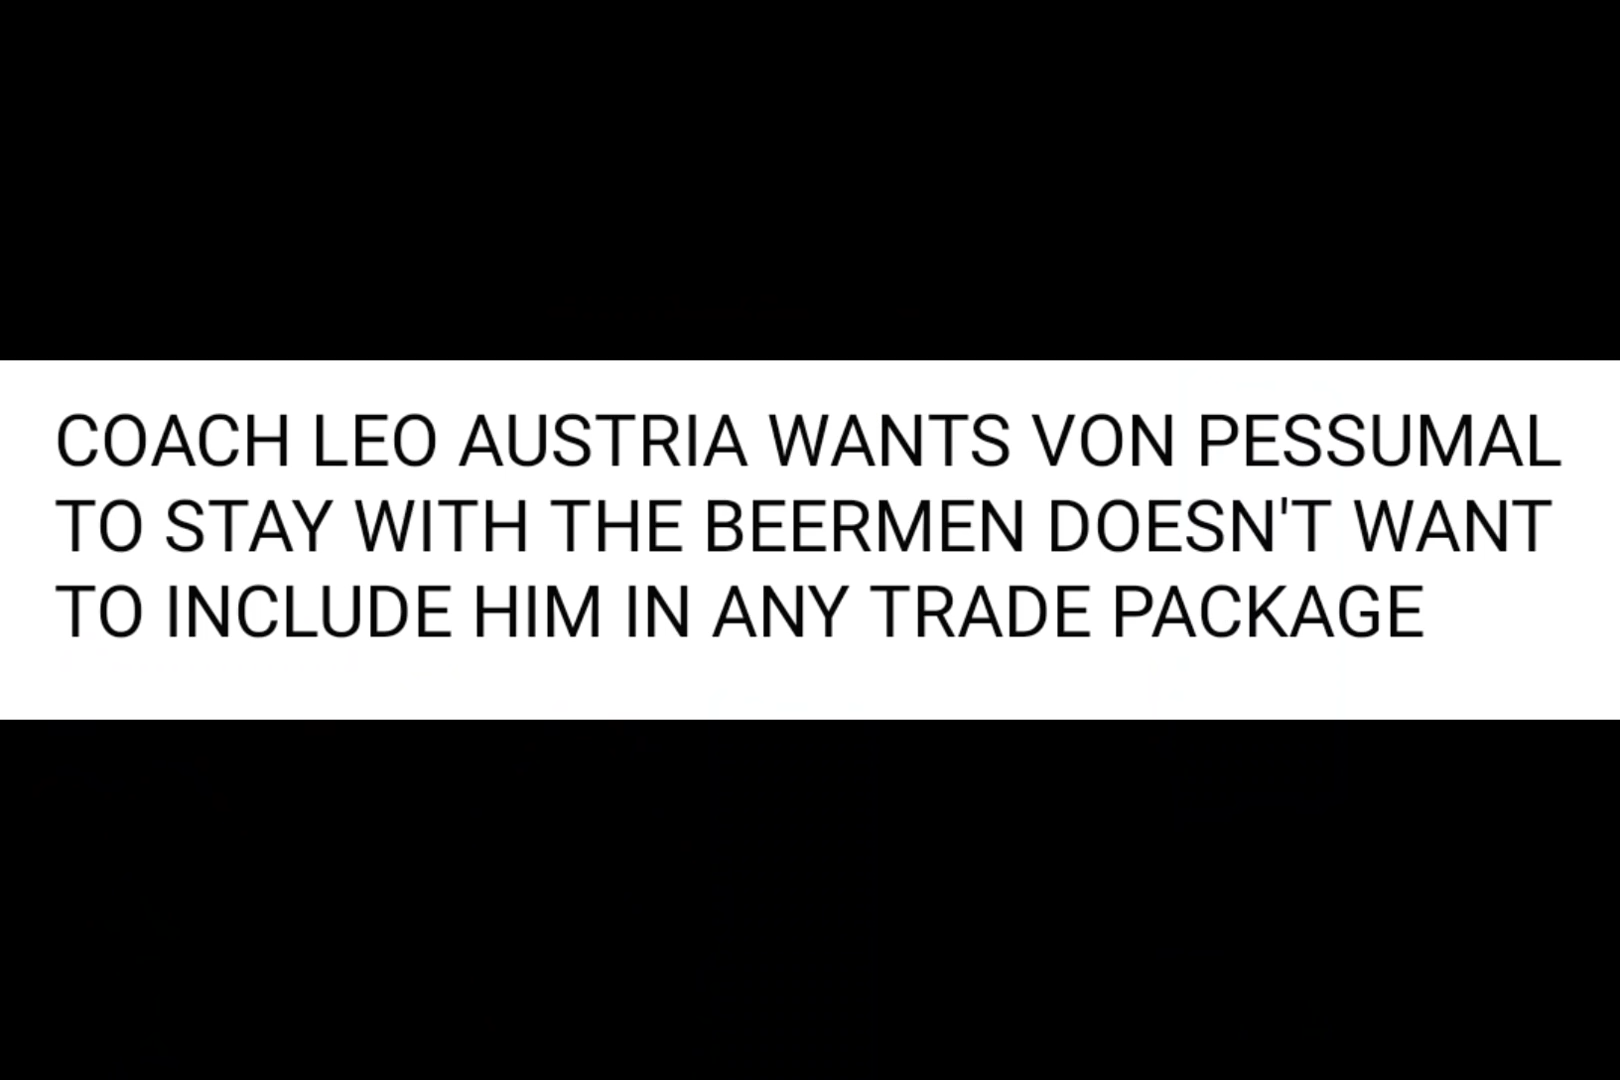 COACH LEO AUSTRIA WANTS VON PESSUMAL
TO STAY WITH THE BEERMEN DOESN'T WANT
TO INCLUDE HIM IN ANY TRADE PACKAGE